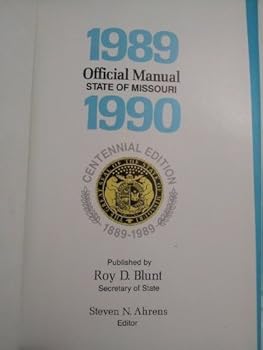 1989
Official Manual
STATE OF MISSOURI
1990
CENTENNIAL EDITION
1889-1989
Published by
Roy D. Blunt
Secretary of State
Steven N. Ahrens
Editor